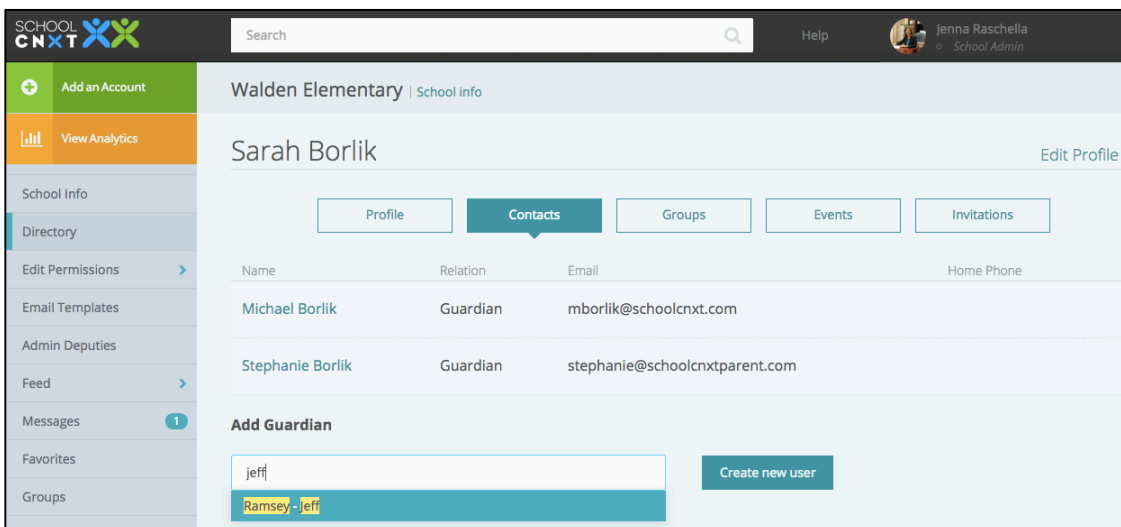 SCHOOL
CNXT
Search
Help
Jenna Raschella
School Admin
Add an Account
View Analytics
School Info
Directory
Edit Permissions
Email Templates
Admin Deputies
Feed
Messages 1
Favorites
Groups
Walden Elementary | School info
Sarah Borlik
Edit Profile
Profile Contacts Groups Events Invitations
Name Relation Email Home Phone
Michael Borlik Guardian mborlik@schoolcnxt.com
Stephanie Borlik Guardian stephanie@schoolcnxtparent.com
Add Guardian
jeff
Create new user
Ramsey - Jeff